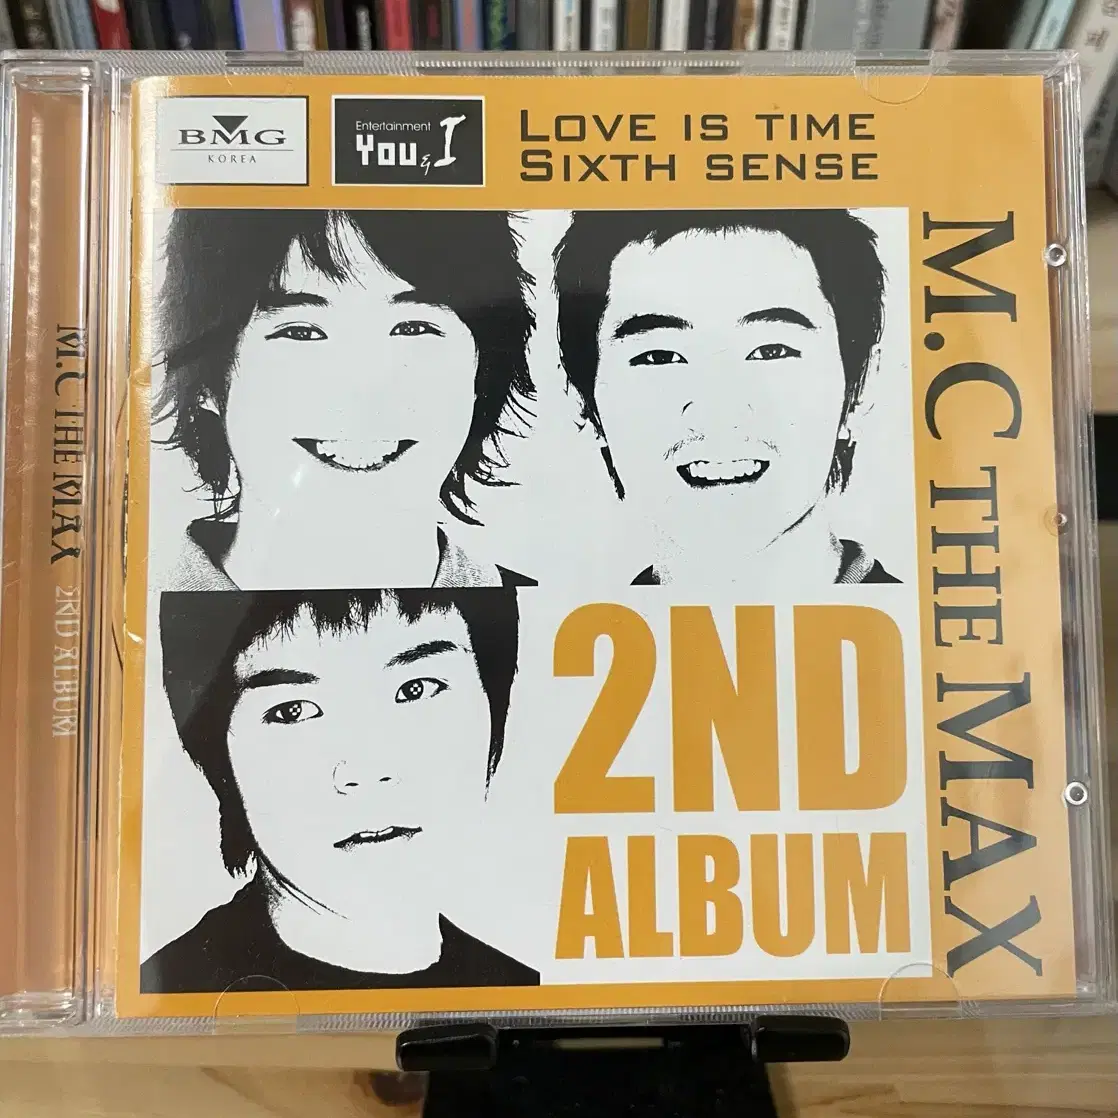 BMG
KOREA
Entertainment
You & I
LOVE IS TIME
SIXTH SENSE
M.C THE MAX
2ND
ALBUM
M.C THE MAX 2ND ALBUM